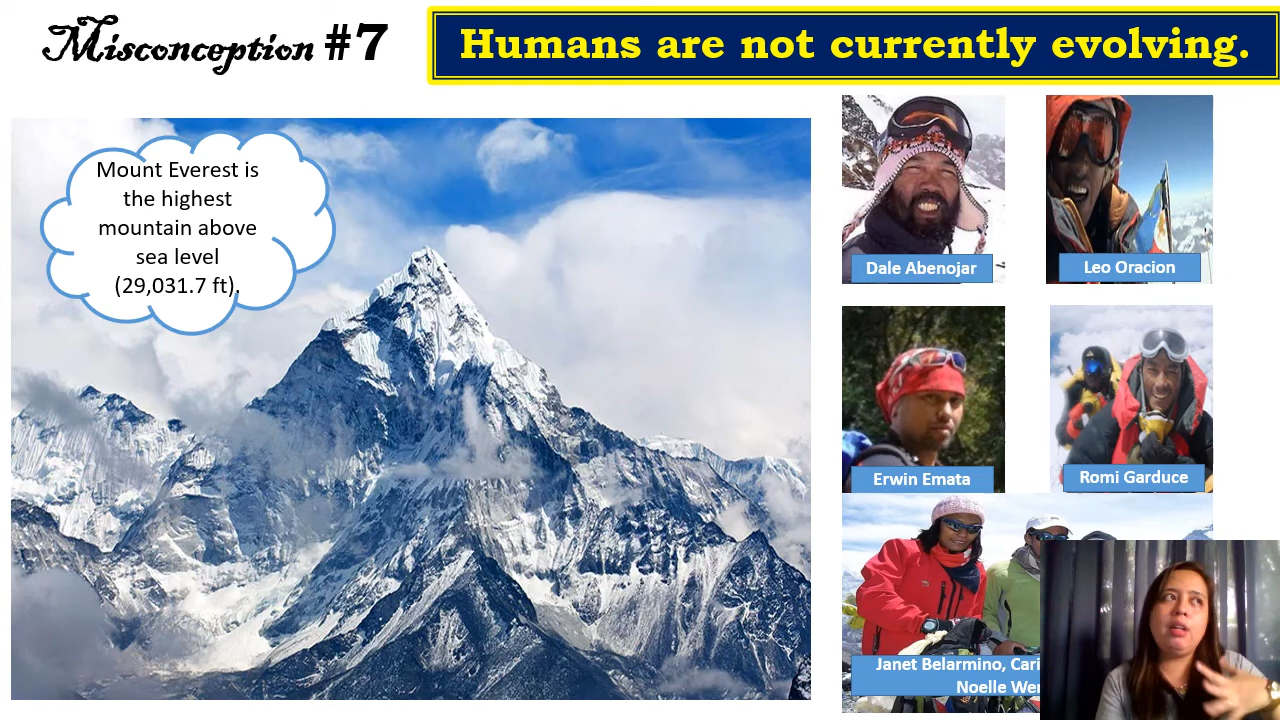 Misconception #7
Humans are not currently evolving.
Mount Everest is
the highest
mountain above
sea level
(29,031.7 ft).
Dale Abenojar
Leo Oracion
Erwin Emata
Romi Garduce
Janet Belarmino,
Noelle